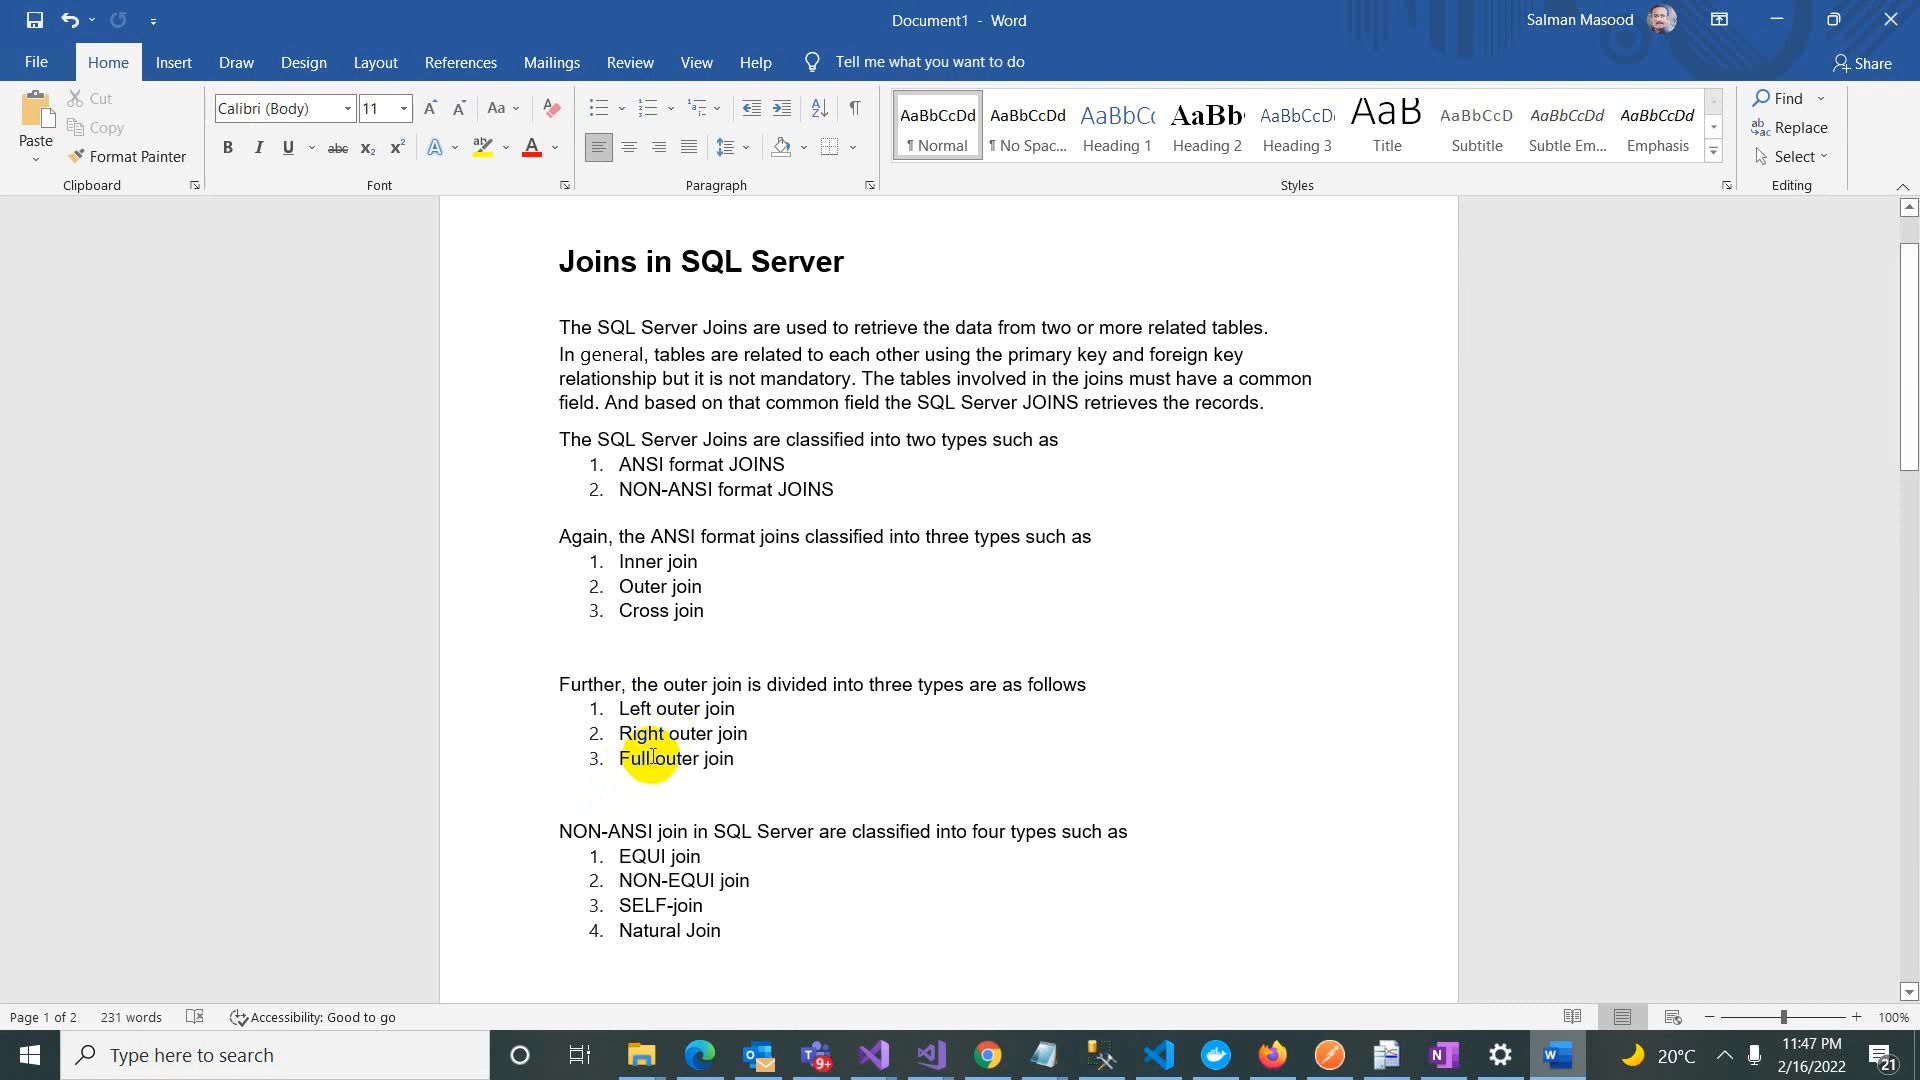 Document1 - Word
Salman Masood
File Home Insert Draw Design Layout References Mailings Review View Help Tell me what you want to do Share
Paste
Cut
Copy
Format Painter
Clipboard
Calibri (Body) 11
Font
Paragraph
AaBbCcDd AaBbCcDd AaBbCc AaBb AaBbCcD AaB AaBbCcD AaBbCcDd AaBbCcDd
¶ Normal ¶ No Spac... Heading 1 Heading 2 Heading 3 Title Subtitle Subtle Em... Emphasis
Styles
Find
Replace
Select
Editing
Joins in SQL Server
The SQL Server Joins are used to retrieve the data from two or more related tables.
In general, tables are related to each other using the primary key and foreign key
relationship but it is not mandatory. The tables involved in the joins must have a common
field. And based on that common field the SQL Server JOINS retrieves the records.
The SQL Server Joins are classified into two types such as
1. ANSI format JOINS
2. NON-ANSI format JOINS
Again, the ANSI format joins classified into three types such as
1. Inner join
2. Outer join
3. Cross join
Further, the outer join is divided into three types are as follows
1. Left outer join
2. Right outer join
3. Full outer join
NON-ANSI join in SQL Server are classified into four types such as
1. EQUI join
2. NON-EQUI join
3. SELF-join
4. Natural Join
Page 1 of 2 231 words Accessibility: Good to go 100%
Type here to search
20°C
11:47 PM
2/16/2022
21